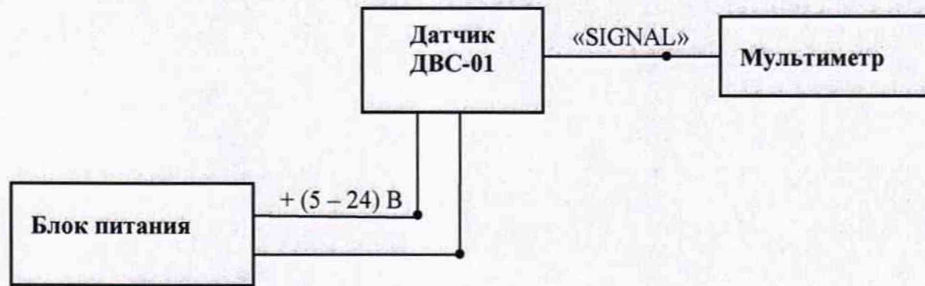 Датчик
ДВС-01
«SIGNAL»
Мультиметр
+ (5 – 24) В
Блок питания